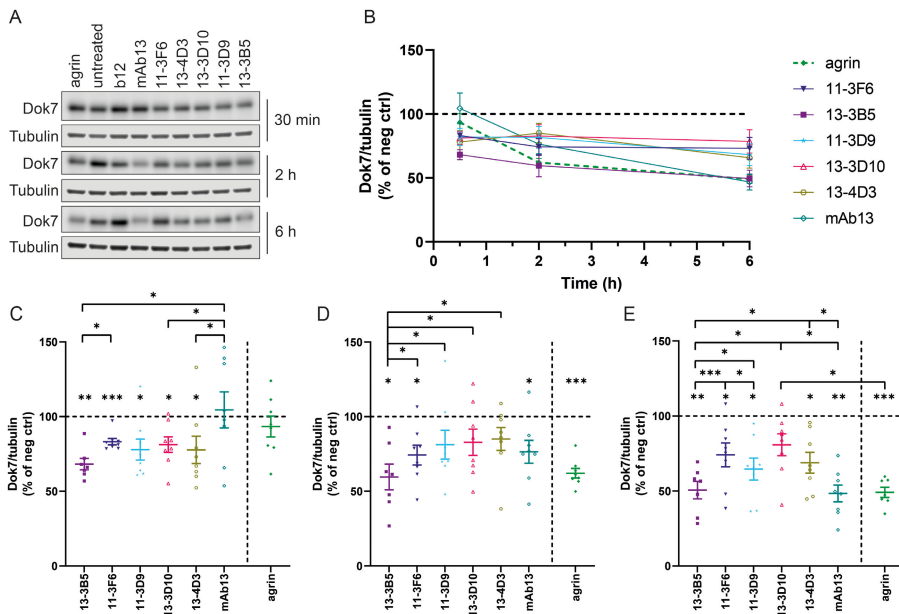 A
agrin
untreated
b12
mAb13
11-3F6
13-4D3
13-3D10
11-3D9
13-3B5
Dok7
Tubulin
30 min
Dok7
Tubulin
2 h
Dok7
Tubulin
6 h
B
Dok7/tubulin
(% of neg ctrl)
150
100
50
0
0 1 2 3 4 5 6
Time (h)
agrin
11-3F6
13-3B5
11-3D9
13-3D10
13-4D3
mAb13
C
Dok7/tubulin
(% of neg ctrl)
150
100
50
0
*
* * *
** *** * * *
13-3B5
11-3F6
11-3D9
13-3D10
13-4D3
mAb13
agrin
D
Dok7/tubulin
(% of neg ctrl)
150
100
50
0
*
*
*
*
* * * ***
13-3B5
11-3F6
11-3D9
13-3D10
13-4D3
mAb13
agrin
E
Dok7/tubulin
(% of neg ctrl)
150
100
50
0
*
* * *
*
*** * *
** * * * ** ***
13-3B5
11-3F6
11-3D9
13-3D10
13-4D3
mAb13
agrin